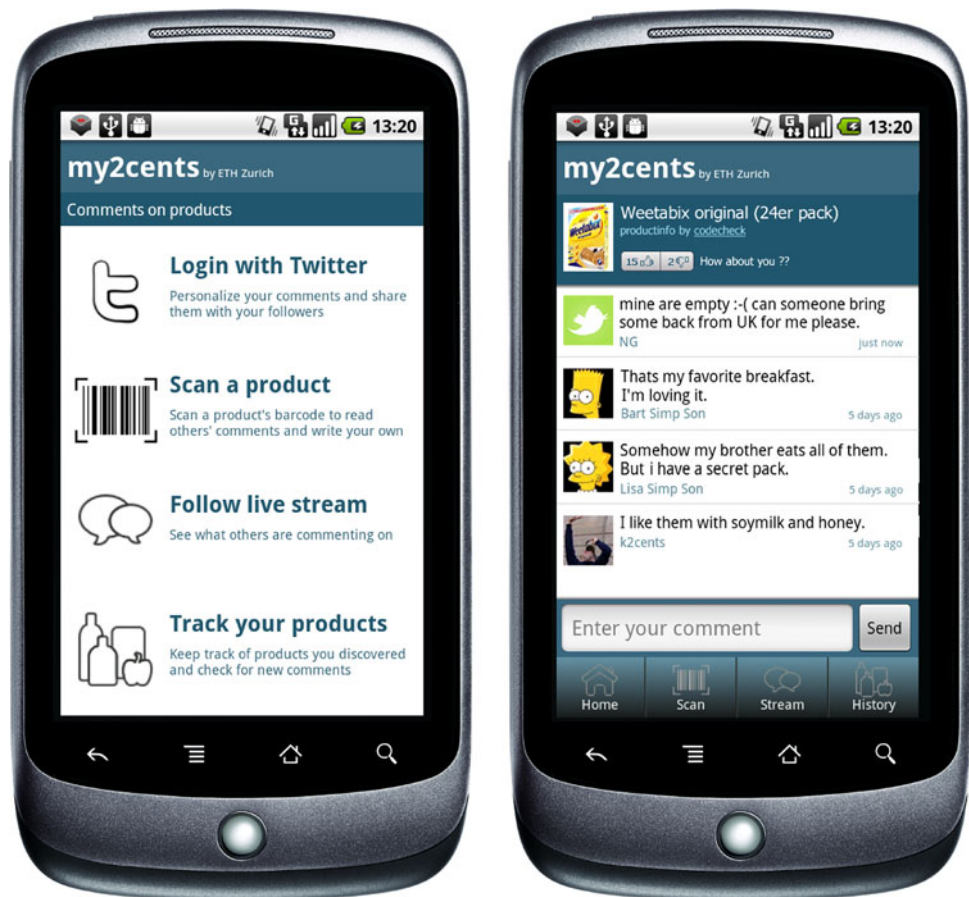 13:20
my2cents by ETH Zurich
Comments on products
Login with Twitter
Personalize your comments and share
them with your followers
Scan a product
Scan a product's barcode to read
others' comments and write your own
Follow live stream
See what others are commenting on
Track your products
Keep track of products you discovered
and check for new comments
13:20
my2cents by ETH Zurich
Weetabix original (24er pack)
productinfo by codecheck
Weetabix
15 2 How about you ??
mine are empty :-( can someone bring
some back from UK for me please.
NG just now
Thats my favorite breakfast.
I'm loving it.
Bart Simp Son 5 days ago
Somehow my brother eats all of them.
But i have a secret pack.
Lisa Simp Son 5 days ago
I like them with soymilk and honey.
k2cents 5 days ago
Enter your comment Send
Home Scan Stream History